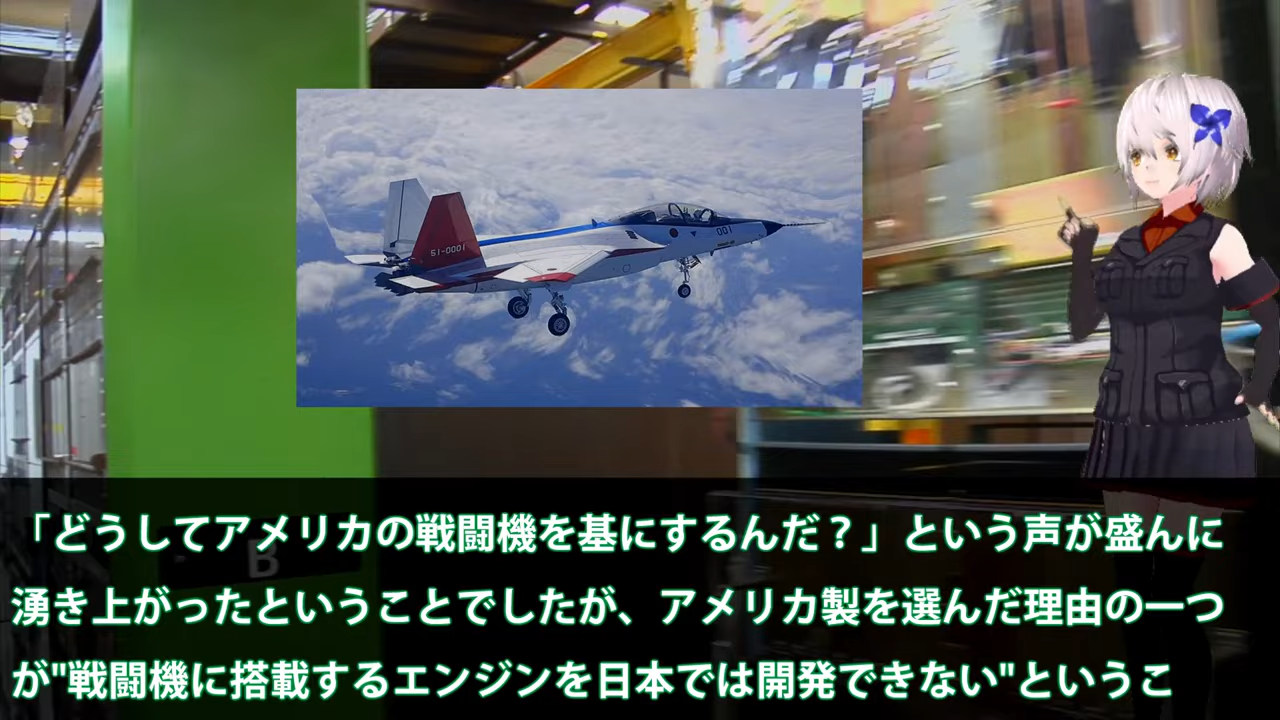 51-0001
001
B
「どうしてアメリカの戦闘機を基にするんだ？」という声が盛んに
湧き上がったということでしたが、アメリカ製を選んだ理由の一つ
が"戦闘機に搭載するエンジンを日本では開発できない"というこ